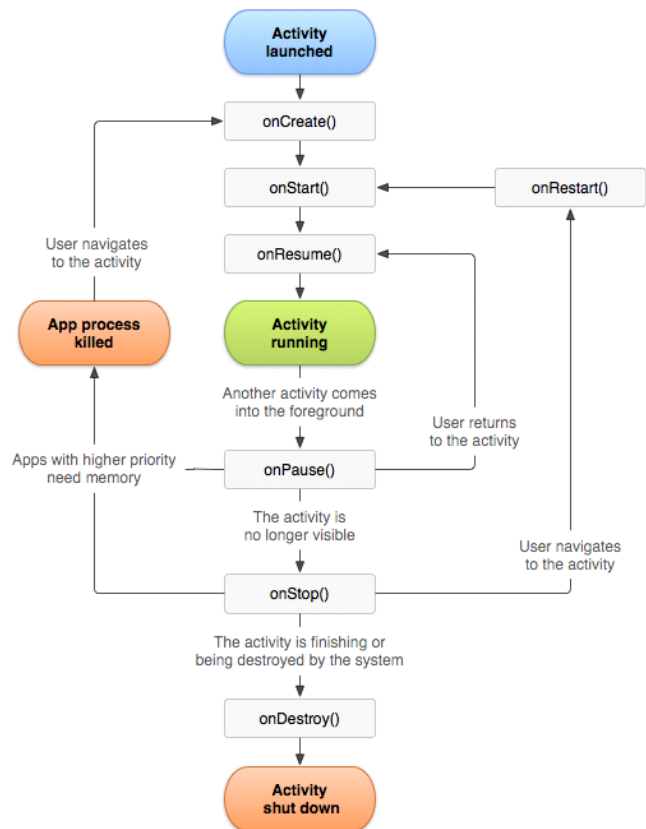 Activity
launched
onCreate()
onStart()
onRestart()
User navigates
to the activity
onResume()
App process
killed
Activity
running
Another activity comes
into the foreground
User returns
to the activity
Apps with higher priority
need memory
onPause()
The activity is
no longer visible
User navigates
to the activity
onStop()
The activity is finishing or
being destroyed by the system
onDestroy()
Activity
shut down